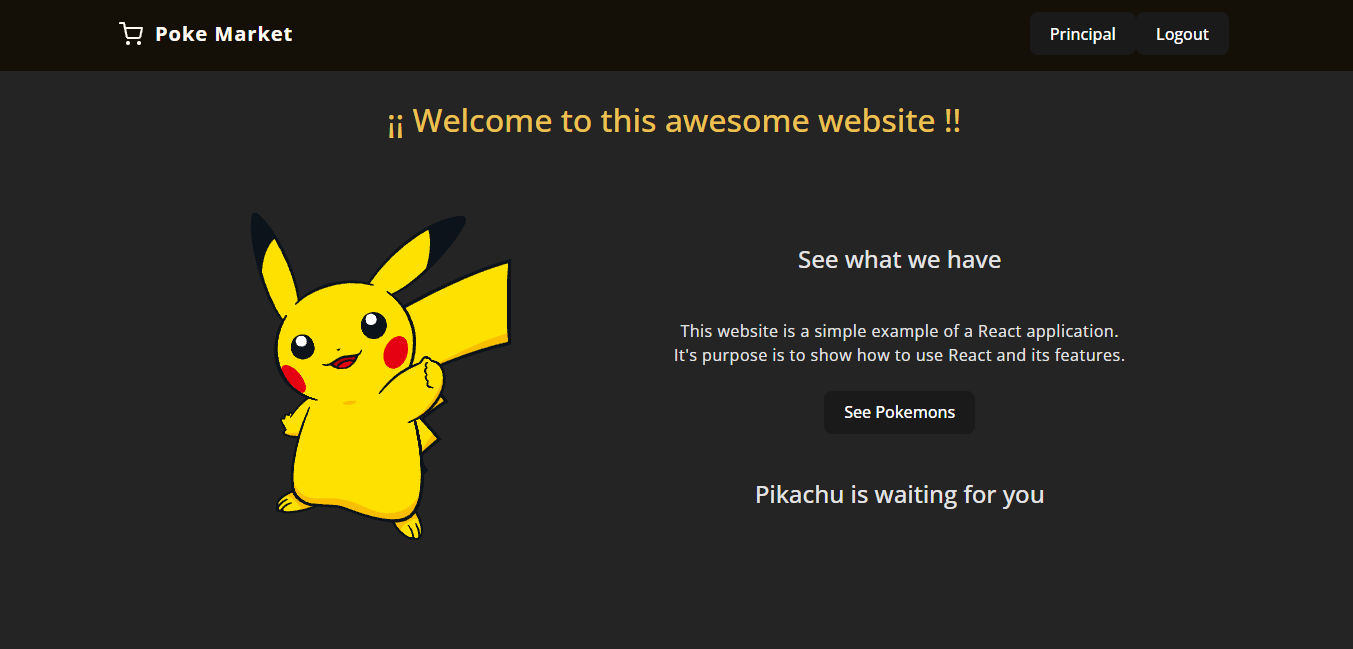 Poke Market
Principal
Logout
¡¡ Welcome to this awesome website !!
See what we have
This website is a simple example of a React application.
It's purpose is to show how to use React and its features.
See Pokemons
Pikachu is waiting for you